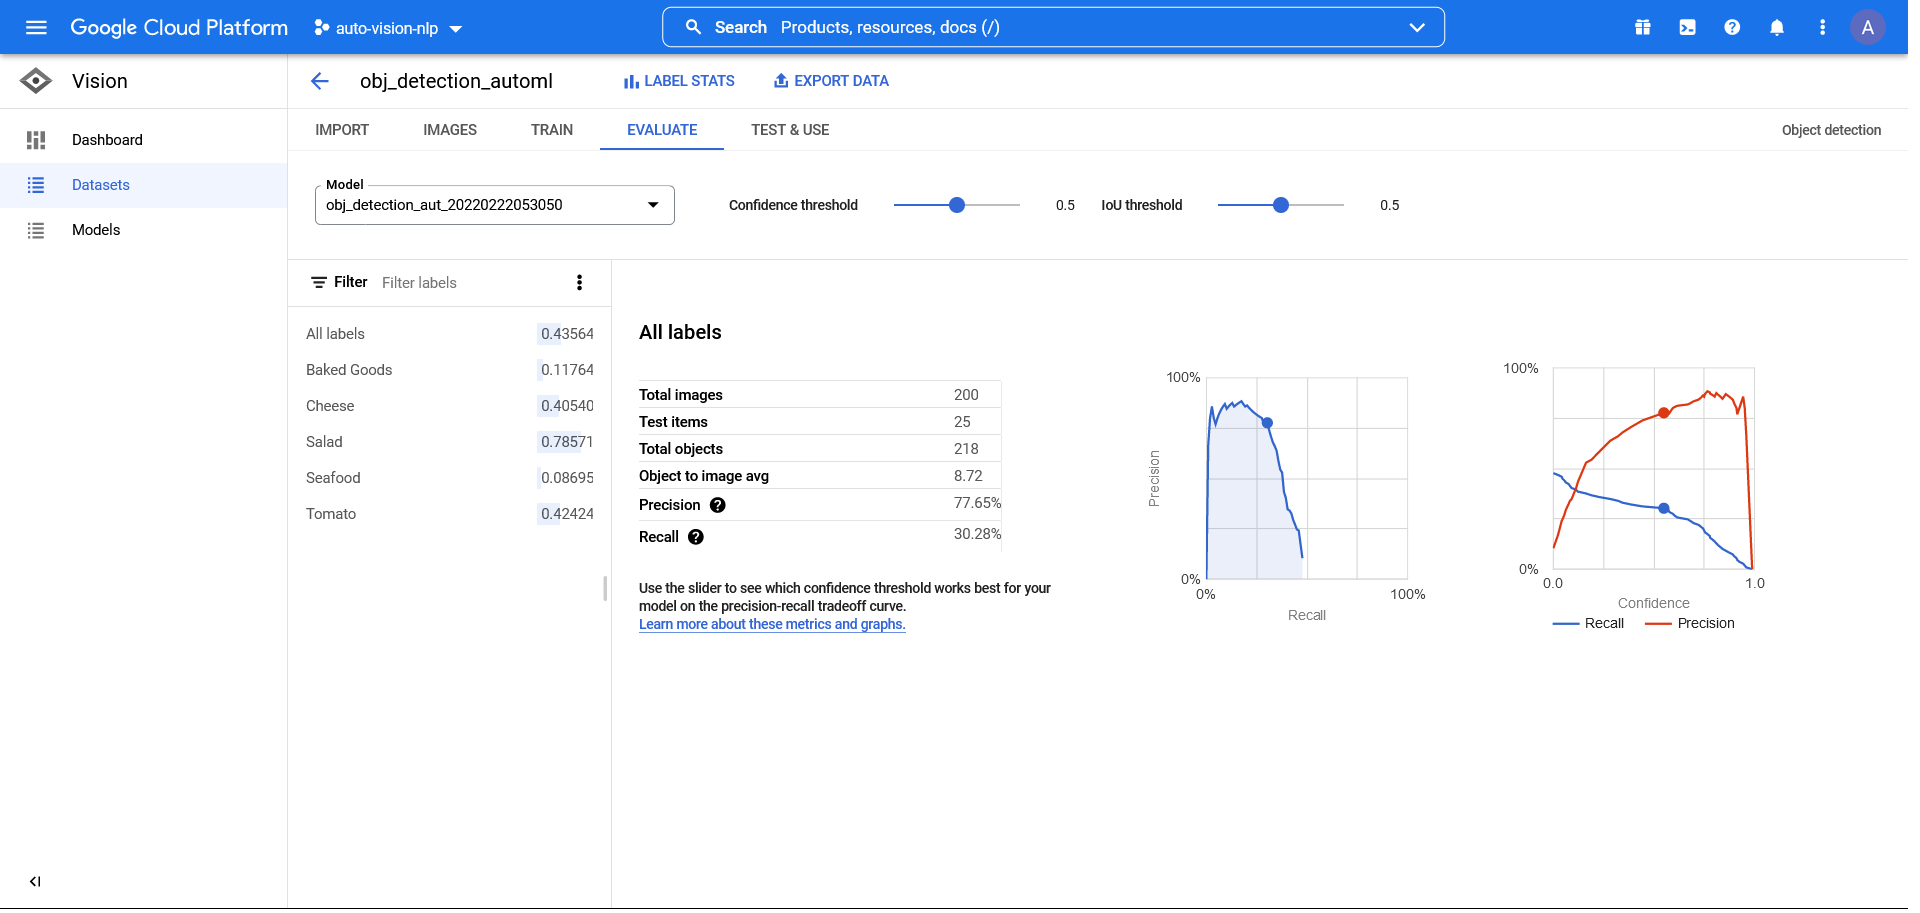 Google Cloud Platform
auto-vision-nlp
Search Products, resources, docs (/)
A
Vision
obj_detection_automl
LABEL STATS
EXPORT DATA
Dashboard
Datasets
Models
IMPORT
IMAGES
TRAIN
EVALUATE
TEST & USE
Object detection
Model
obj_detection_aut_20220222053050
Confidence threshold
0.5
IoU threshold
0.5
Filter Filter labels
All labels 0.43564
Baked Goods 0.11764
Cheese 0.40540
Salad 0.78571
Seafood 0.08695
Tomato 0.42424
All labels
Total images 200
Test items 25
Total objects 218
Object to image avg 8.72
Precision ? 77.65%
Recall ? 30.28%
Use the slider to see which confidence threshold works best for your
model on the precision-recall tradeoff curve.
Learn more about these metrics and graphs.
100%
Precision
0%
0%
100%
Recall
100%
0%
0.0
1.0
Confidence
Recall
Precision